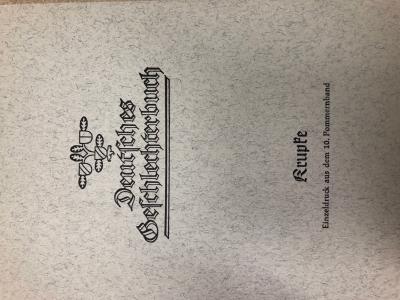 Deutsches
Geschlechterbuch
Krupke
Einzeldruck aus dem 10. Pommernband